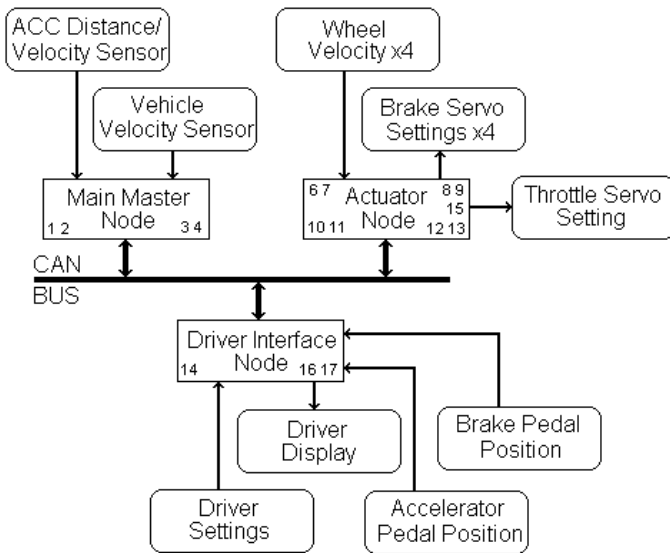 ACC Distance/
Velocity Sensor
Wheel
Velocity x4
Vehicle
Velocity Sensor
Brake Servo
Settings x4
Main Master
Node
1 2
3 4
6 7
Actuator
8 9
Node
15
10 11
12 13
Throttle Servo
Setting
CAN
BUS
Driver Interface
Node
14
16 17
Driver
Display
Brake Pedal
Position
Driver
Settings
Accelerator
Pedal Position